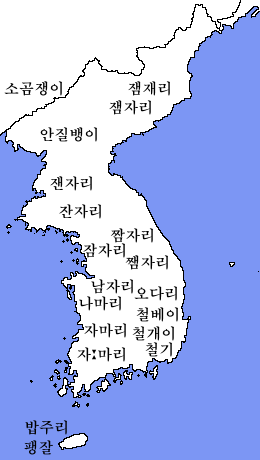 소곰쟁이 잼재리
잼자리
안질뱅이
잰자리
잔자리
짬자리
잠자리
쨈자리
남자리
오다리
나마리
철베이
자마리
철개이
철기
자ː마리
밥주리
팽잘